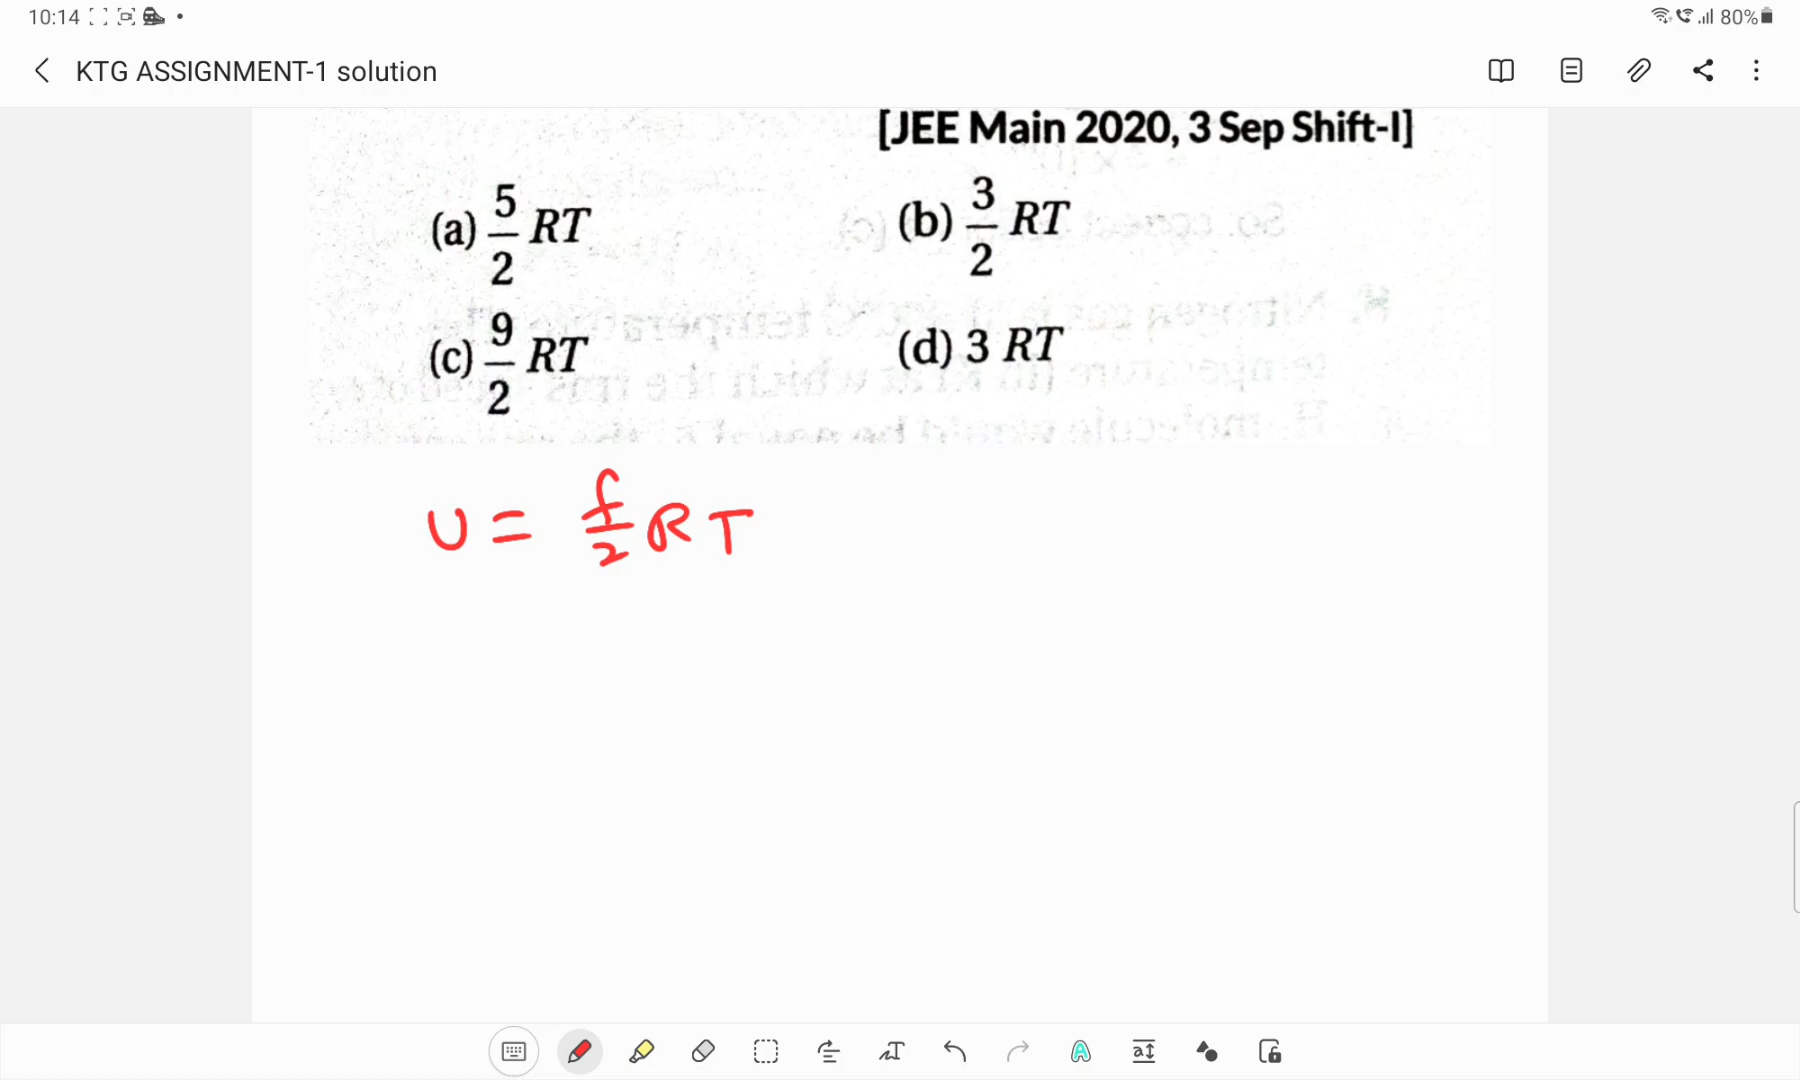 10:14
80%
KTG ASSIGNMENT-1 solution
[JEE Main 2020, 3 Sep Shift-I]
(a) 5/2 RT
(b) 3/2 RT
(c) 9/2 RT
(d) 3 RT
U = f/2 RT